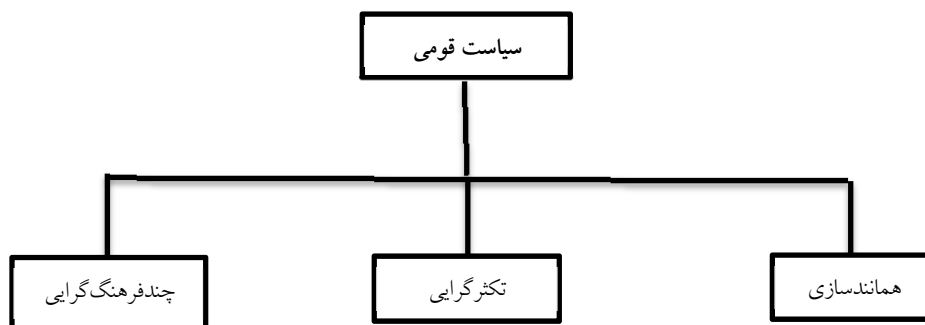 سیاست قومی
همانندسازی
تکثرگرایی
چندفرهنگ‌گرایی